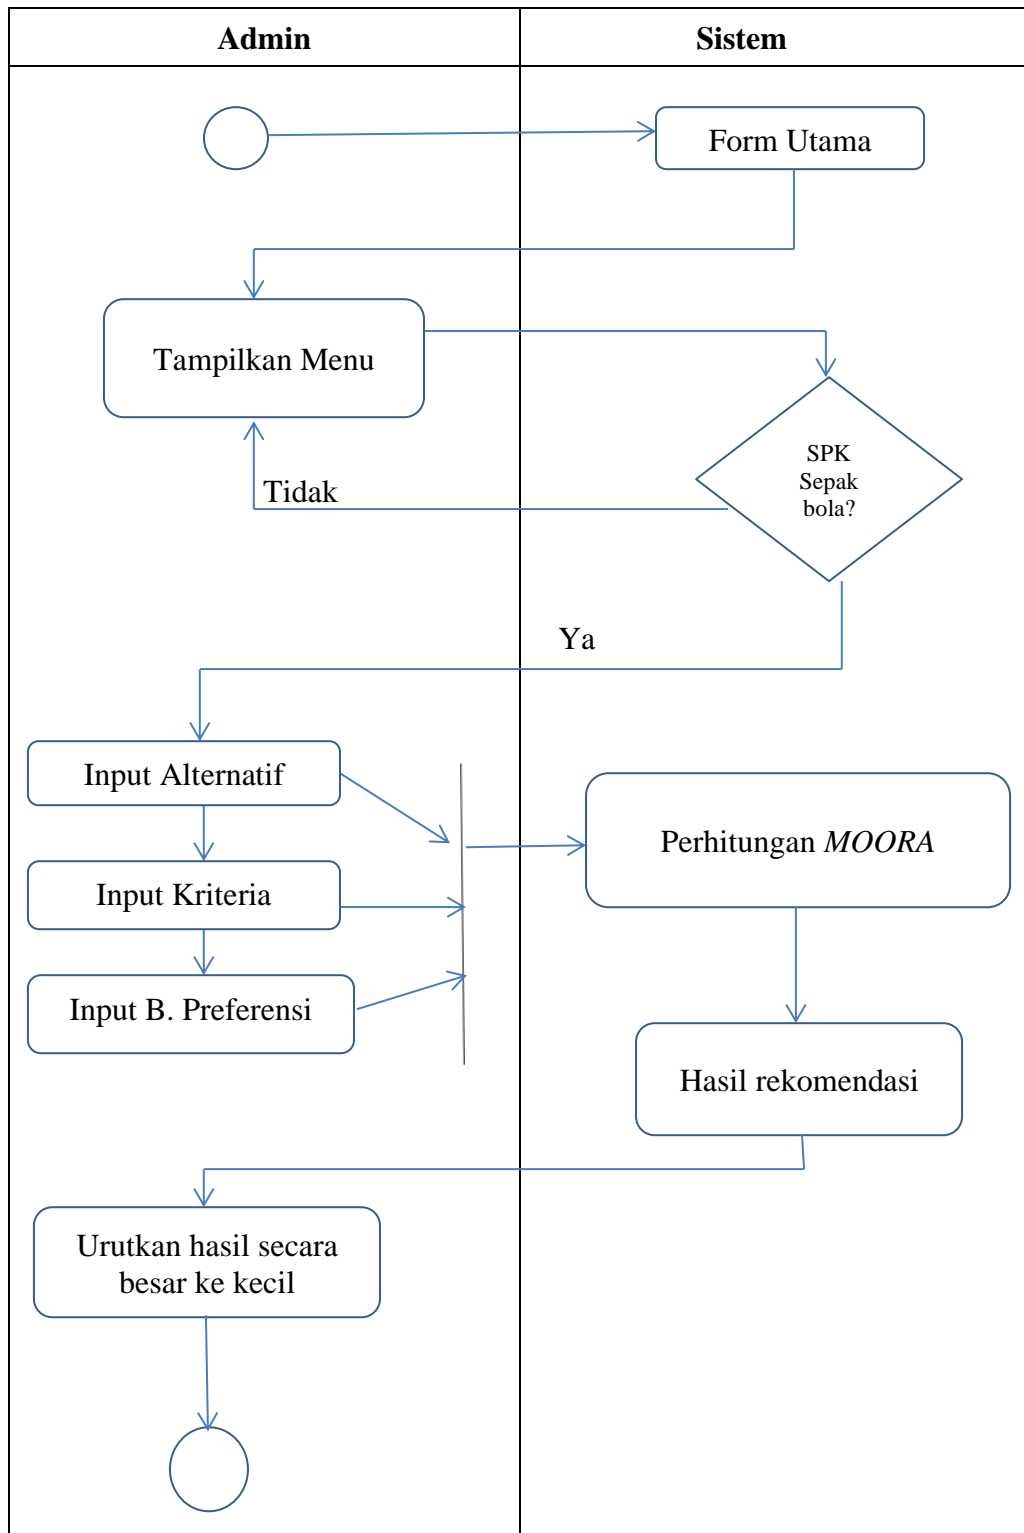 Admin
Sistem
Form Utama
Tampilkan Menu
SPK
Sepak
bola?
Tidak
Ya
Input Alternatif
Perhitungan MOORA
Input Kriteria
Input B. Preferensi
Hasil rekomendasi
Urutkan hasil secara
besar ke kecil